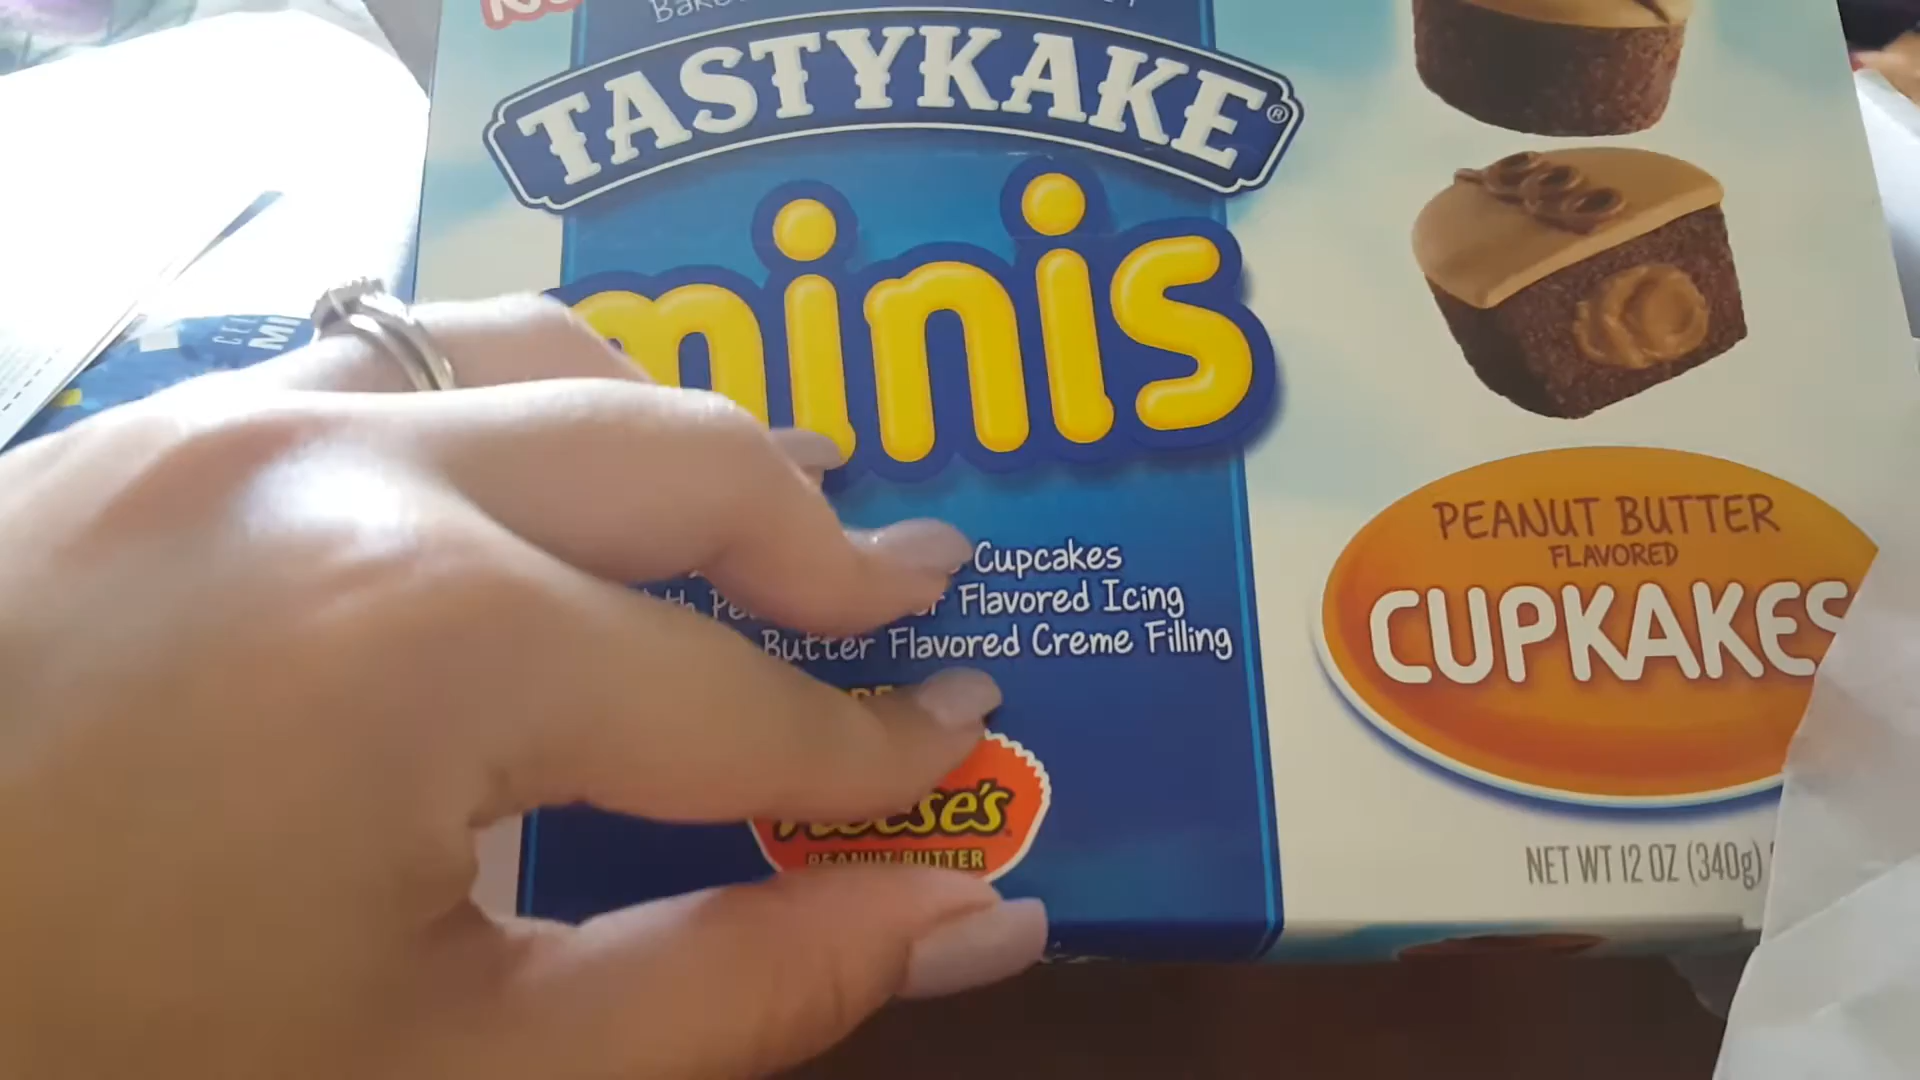 TASTYKAKE®
minis
Cupcakes
Flavored Icing
Butter Flavored Creme Filling
PEANUT BUTTER
PEANUT BUTTER
FLAVORED
CUPKAKES
NET WT 12 OZ (340g)